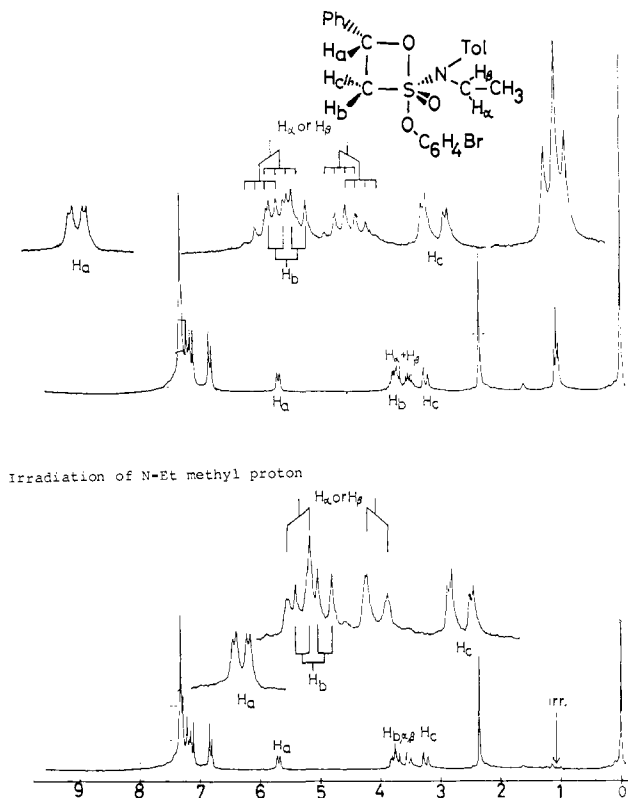 Ph
C
O
Tol
Ha
N
Hβ
Hc
C
S
C
CH3
Hb
O
Hα
O
C6H4Br
Hα or Hβ
Ha
Hb
Hc
Hα+Hβ
Ha
Hb
Hc
Irradiation of N-Et methyl proton
Hα or Hβ
Hc
Hb
Ha
irr.
Ha
Hb,α,β
Hc
9 8 7 6 5 4 3 2 1 0